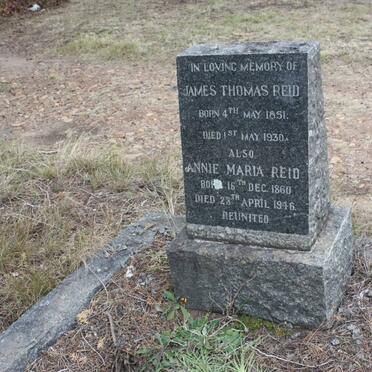 IN LOVING MEMORY OF
JAMES THOMAS REID
BORN 4TH MAY 1851.
DIED 1ST MAY 1930.
ALSO
ANNIE MARIA REID
BORN 16TH DEC. 1860
DIED 28TH APRIL 1946.
REUNITED